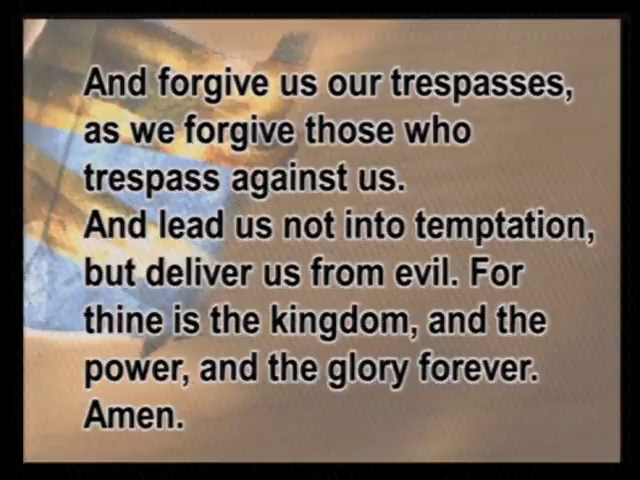 And forgive us our trespasses,
as we forgive those who
trespass against us.
And lead us not into temptation,
but deliver us from evil. For
thine is the kingdom, and the
power, and the glory forever.
Amen.